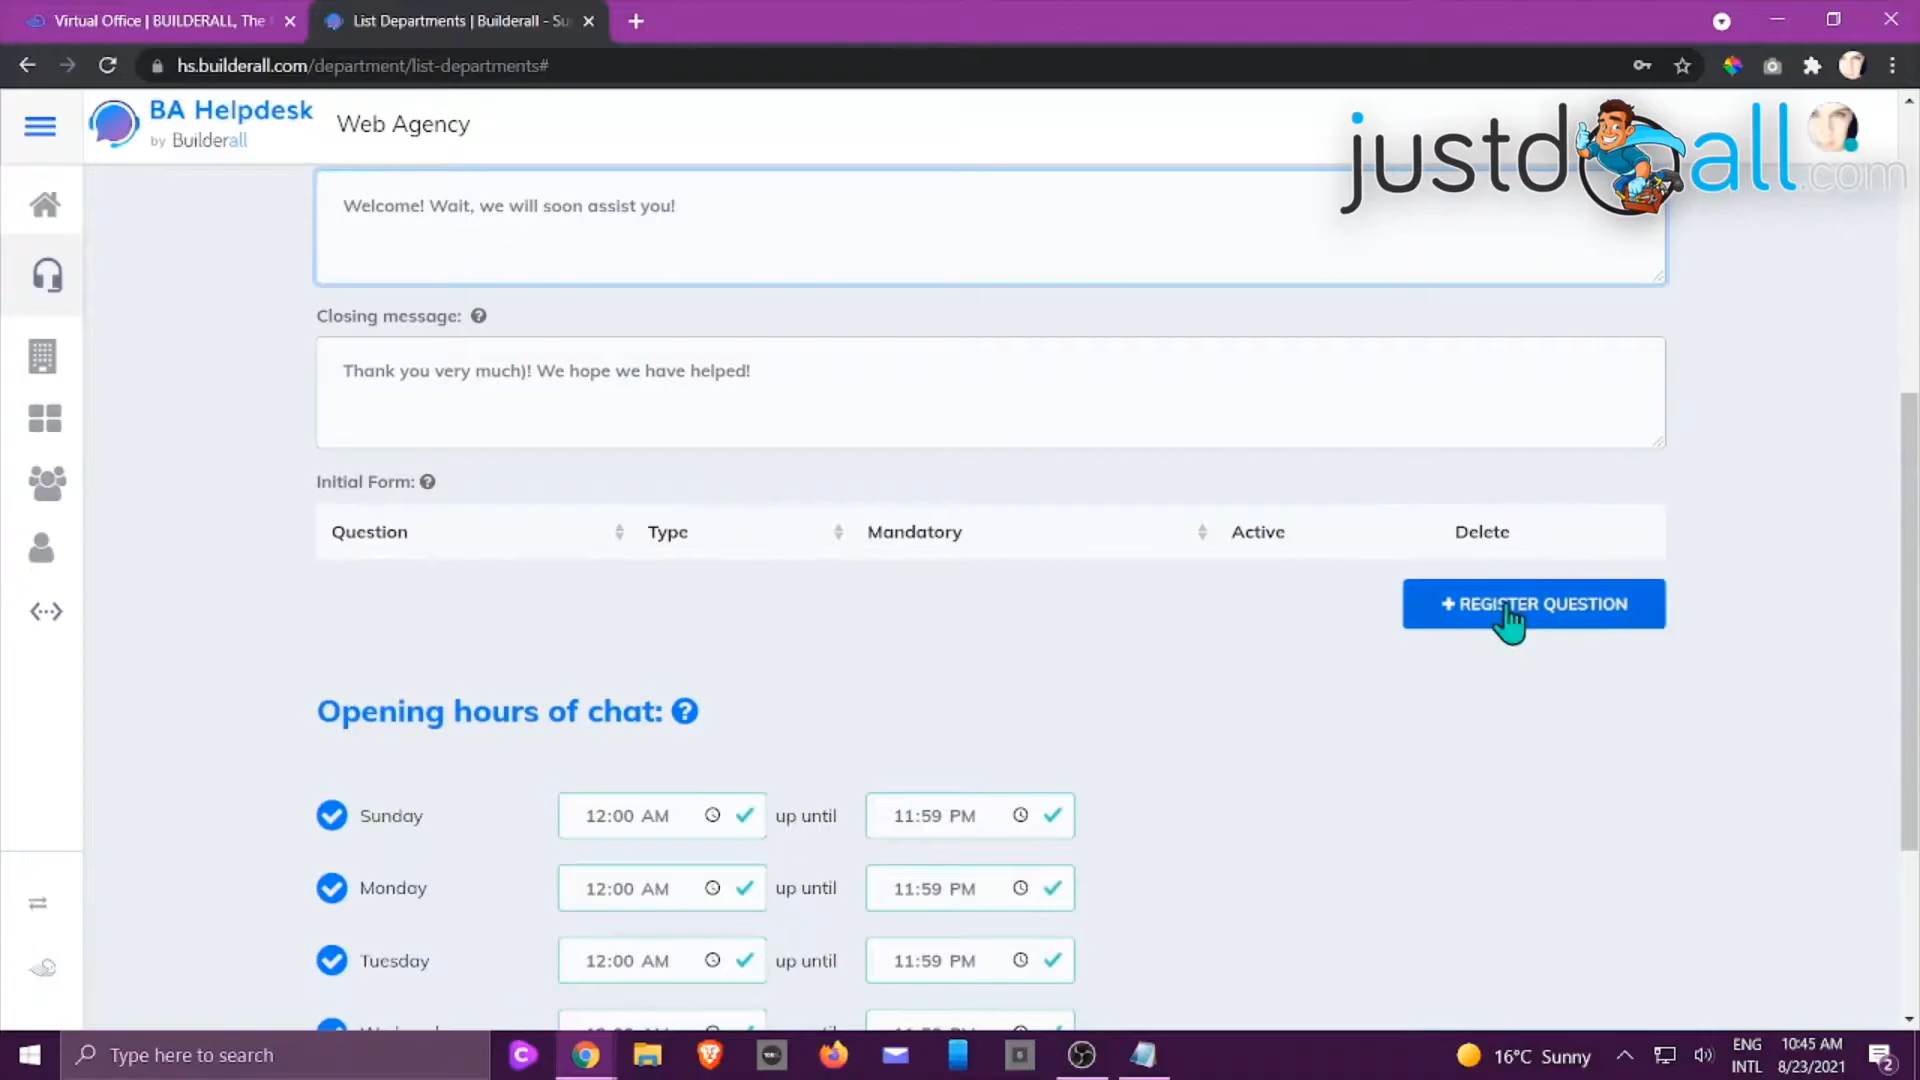 Virtual Office | BUILDERALL, The
List Departments | Builderall - Su
hs.builderall.com/department/list-departments#
BA Helpdesk
by Builderall
Web Agency
justdoall.com
Welcome! Wait, we will soon assist you!
Closing message:
Thank you very much)! We hope we have helped!
Initial Form:
Question Type Mandatory Active Delete
+ REGISTER QUESTION
Opening hours of chat:
Sunday 12:00 AM up until 11:59 PM
Monday 12:00 AM up until 11:59 PM
Tuesday 12:00 AM up until 11:59 PM
Type here to search
16°C Sunny
ENG
INTL
10:45 AM
8/23/2021
2